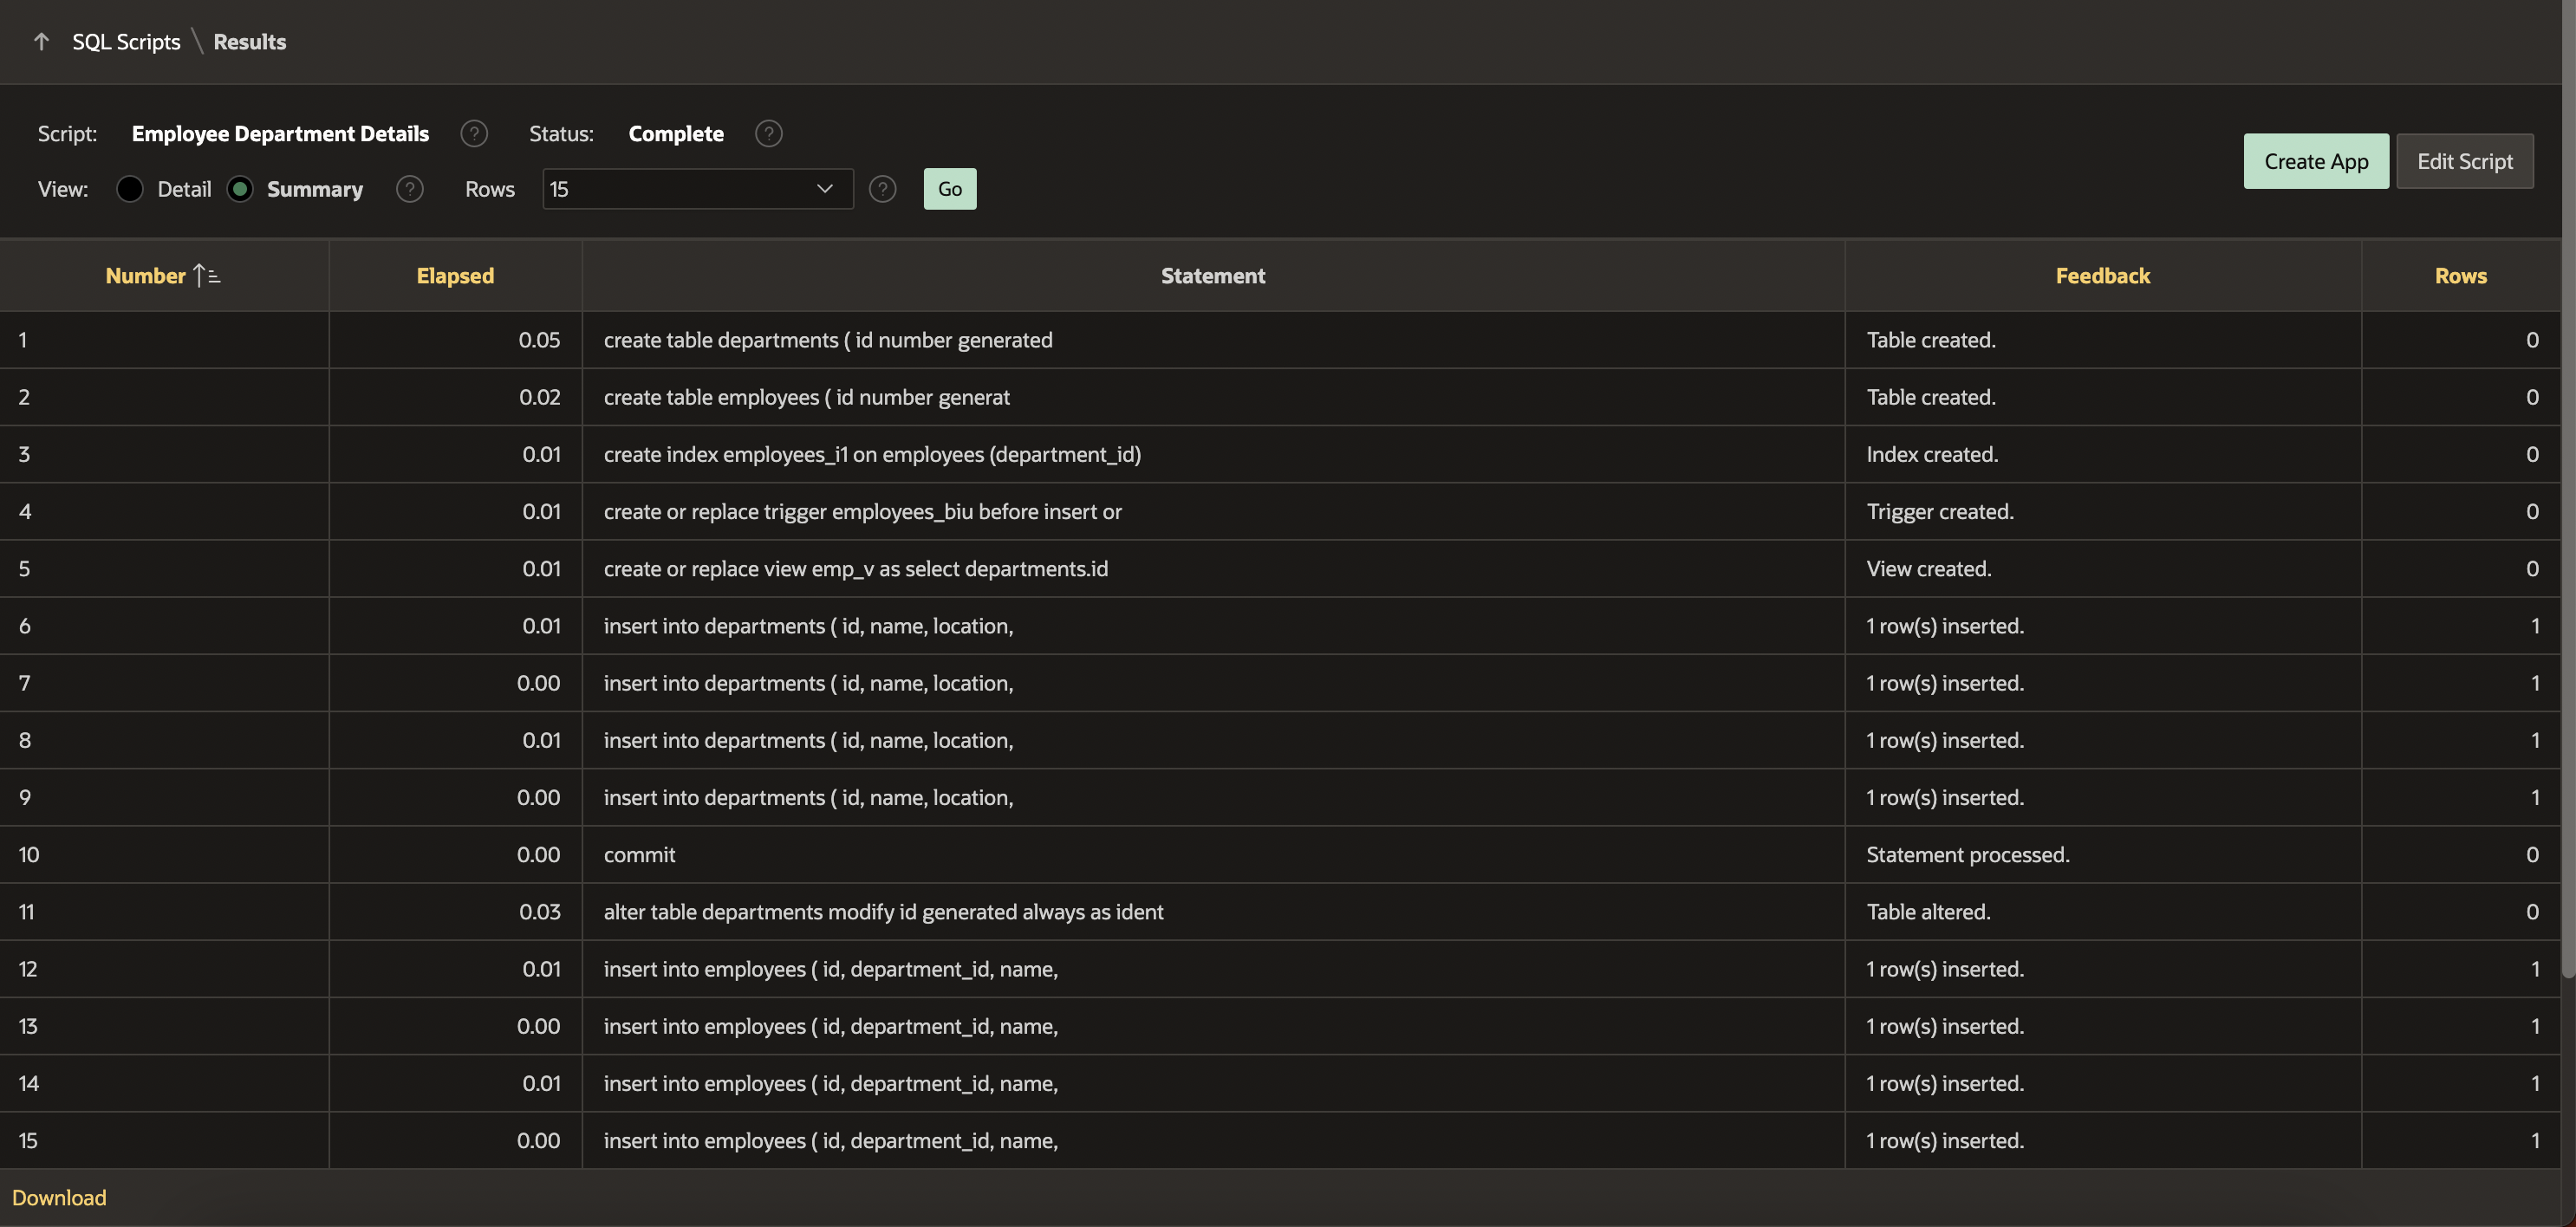 SQL Scripts \ Results
Script: Employee Department Details ? Status: Complete ?
Create App Edit Script
View: Detail Summary ? Rows 15 ? Go
Number Elapsed Statement Feedback Rows
1 0.05 create table departments ( id number generated Table created. 0
2 0.02 create table employees ( id number generat Table created. 0
3 0.01 create index employees_i1 on employees (department_id) Index created. 0
4 0.01 create or replace trigger employees_biu before insert or Trigger created. 0
5 0.01 create or replace view emp_v as select departments.id View created. 0
6 0.01 insert into departments ( id, name, location, 1 row(s) inserted. 1
7 0.00 insert into departments ( id, name, location, 1 row(s) inserted. 1
8 0.01 insert into departments ( id, name, location, 1 row(s) inserted. 1
9 0.00 insert into departments ( id, name, location, 1 row(s) inserted. 1
10 0.00 commit Statement processed. 0
11 0.03 alter table departments modify id generated always as ident Table altered. 0
12 0.01 insert into employees ( id, department_id, name, 1 row(s) inserted. 1
13 0.00 insert into employees ( id, department_id, name, 1 row(s) inserted. 1
14 0.01 insert into employees ( id, department_id, name, 1 row(s) inserted. 1
15 0.00 insert into employees ( id, department_id, name, 1 row(s) inserted. 1
Download